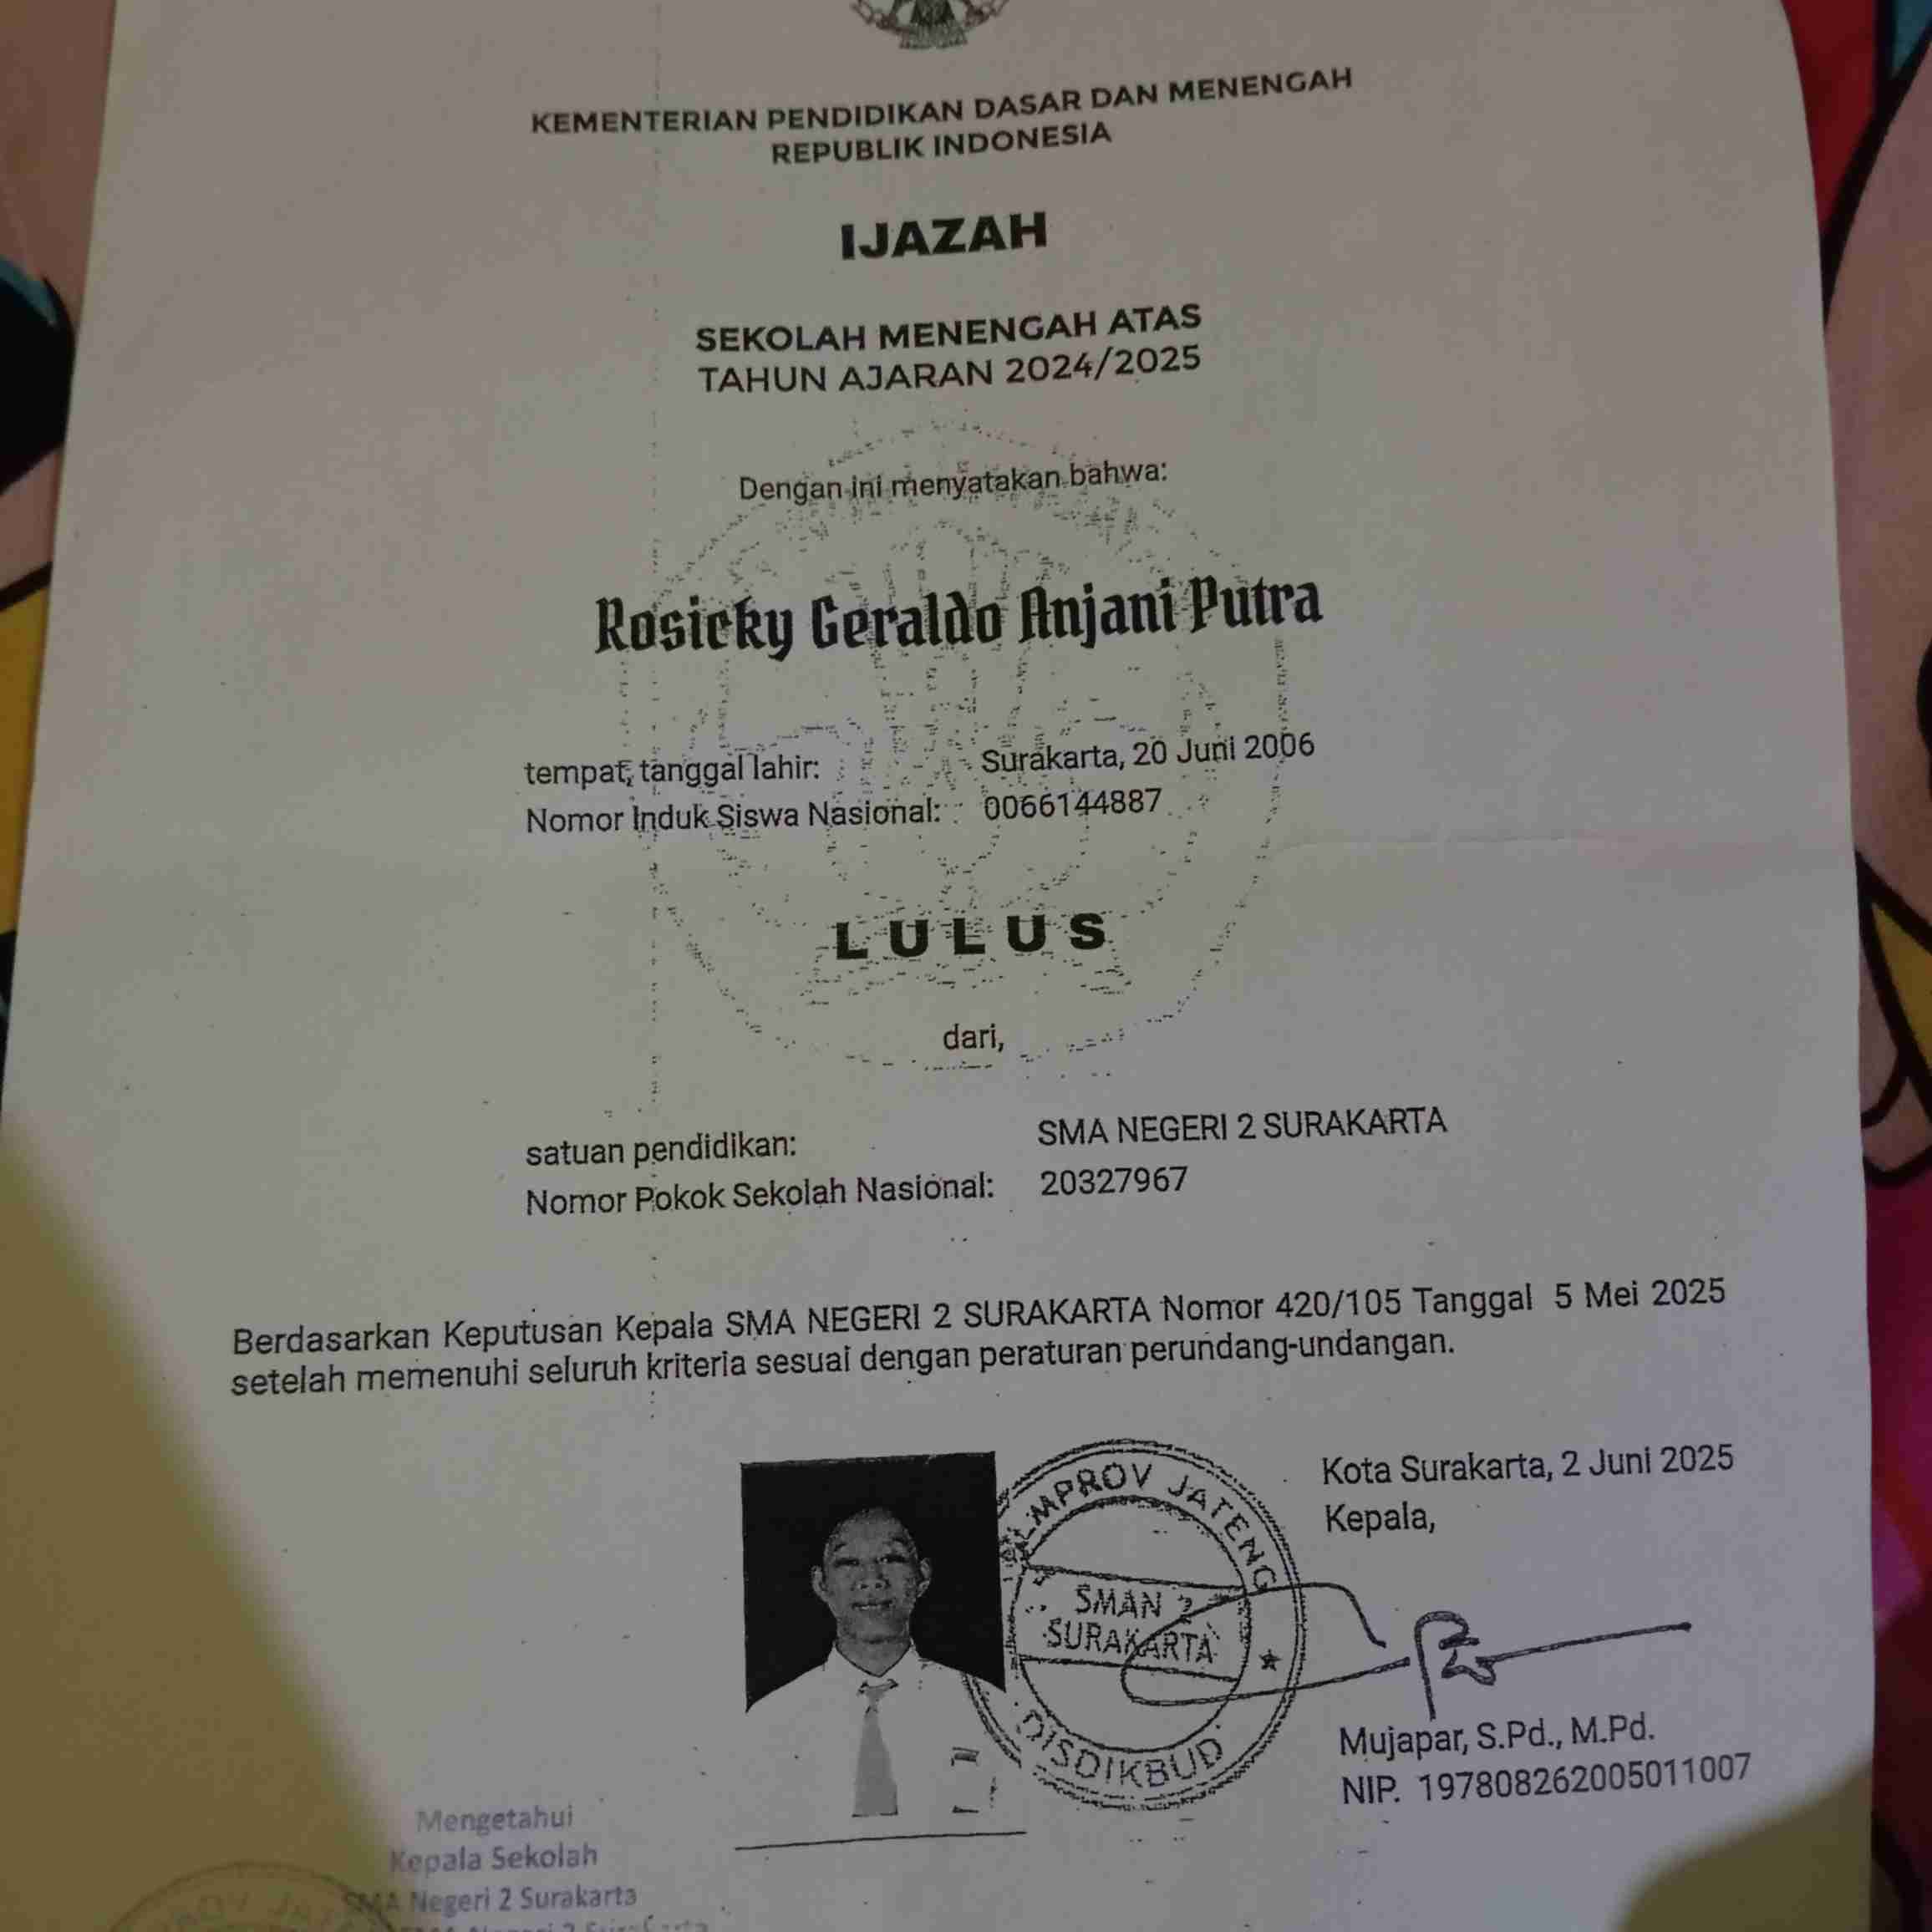 KEMENTERIAN PENDIDIKAN DASAR DAN MENENGAH
REPUBLIK INDONESIA
IJAZAH
SEKOLAH MENENGAH ATAS
TAHUN AJARAN 2024/2025
Dengan ini menyatakan bahwa:
Rosicky Geraldo Anjani Putra
tempat, tanggal lahir: Surakarta, 20 Juni 2006
Nomor Induk Siswa Nasional: 0066144887
LULUS
dari,
satuan pendidikan: SMA NEGERI 2 SURAKARTA
Nomor Pokok Sekolah Nasional: 20327967
Berdasarkan Keputusan Kepala SMA NEGERI 2 SURAKARTA Nomor 420/105 Tanggal 5 Mei 2025
setelah memenuhi seluruh kriteria sesuai dengan peraturan perundang-undangan.
Kota Surakarta, 2 Juni 2025
Kepala,
PROV JATENG
SMAN 2
SURAKARTA
DISDIKBUD
Mujapar, S.Pd., M.Pd.
NIP. 197808262005011007
Mengetahui
Kepala Sekolah
SMA Negeri 2 Surakarta